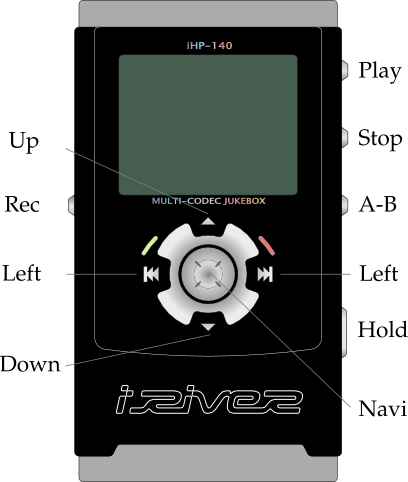 iHP-140
Play
Up
Stop
MULTI-CODEC JUKEBOX
Rec
A-B
Left
Left
Hold
Down
iriver
Navi